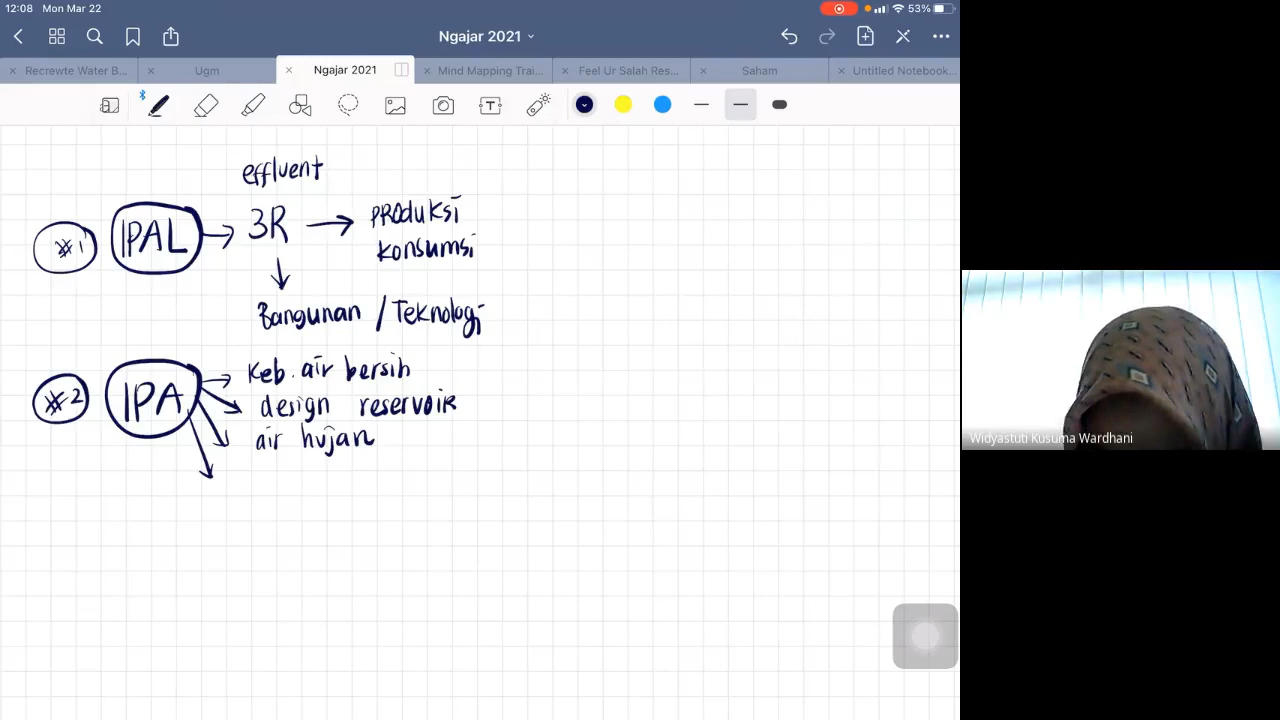 12:08 Mon Mar 22
53%
Ngajar 2021
Recrewte Water B...
Ugm
Ngajar 2021
Mind Mapping Trai...
Feel Ur Salah Res...
Saham
Untitled Notebook...
T
effluent
#1
IPAL
3R
PRODUKSI
KONSUMSI
Bangunan / Teknologi
#2
IPA
Keb. air bersih
design reservoir
air hujan
Widyastuti Kusuma Wardhani